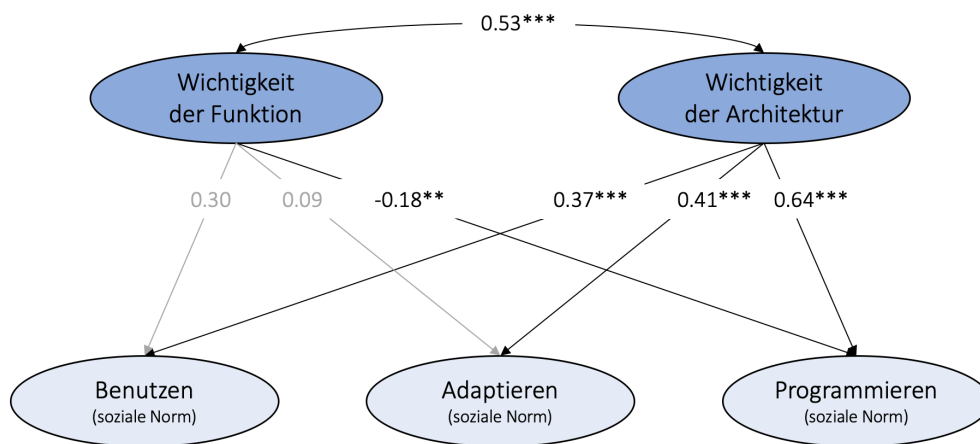 0.53***
Wichtigkeit
der Funktion
Wichtigkeit
der Architektur
0.30
0.09
-0.18**
0.37***
0.41***
0.64***
Benutzen
(soziale Norm)
Adaptieren
(soziale Norm)
Programmieren
(soziale Norm)